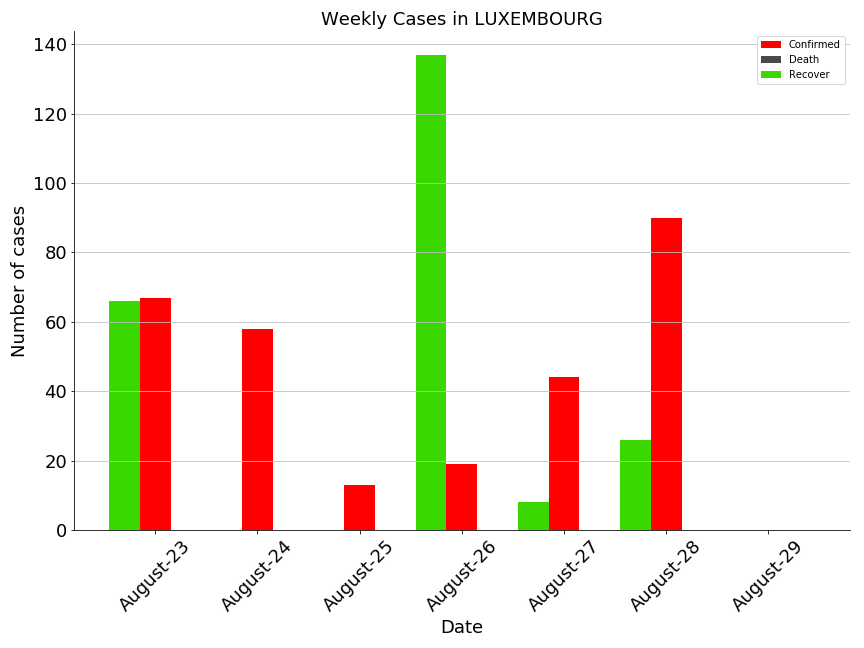 Weekly Cases in LUXEMBOURG
Confirmed
Death
Recover
Number of cases
140
120
100
80
60
40
20
0
August-23
August-24
August-25
August-26
August-27
August-28
August-29
Date